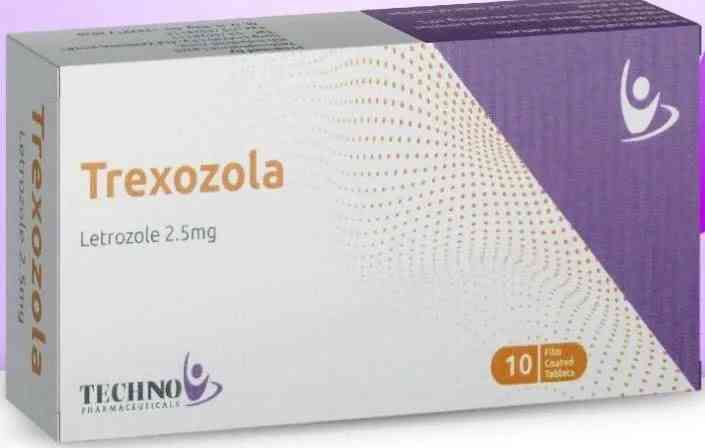 Trexozola
Letrozole 2.5mg
Trexozola
Letrozole 2.5mg
TECHNO
PHARMACEUTICALS
10
Film
Coated
Tablets